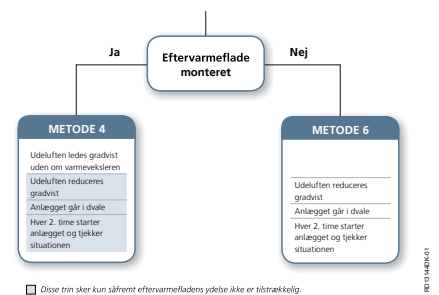 Ja
Eftervarmeflade
monteret
Nej
METODE 4
Udeluften ledes gradvist
uden om varmeveksleren
Udeluften reduceres
gradvist
Anlægget går i dvale
Hver 2. time starter
anlægget og tjekker
situationen
METODE 6
Udeluften reduceres
gradvist
Anlægget går i dvale
Hver 2. time starter
anlægget og tjekker
situationen
Disse trin sker kun såfremt eftervarmefladens ydelse ikke er tilstrækkelig.
RD13144DK-01